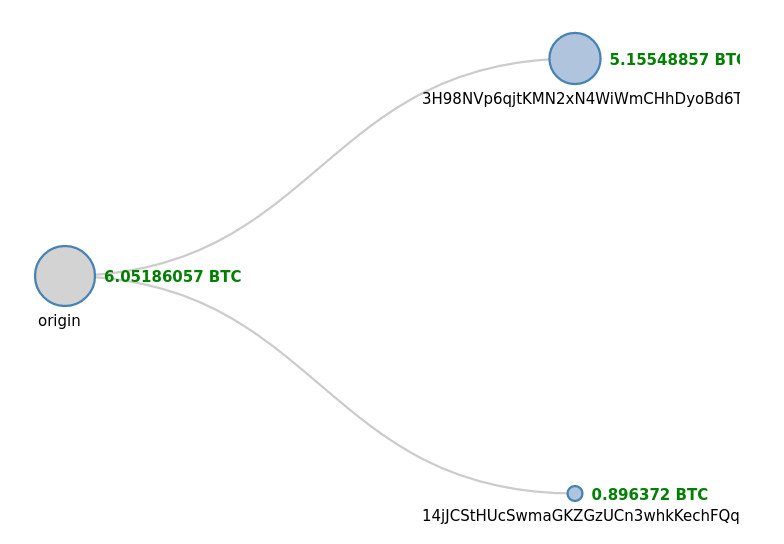 5.15548857 BTC
3H98NVp6qjtKMN2xN4WiWmCHhDyoBd6T
6.05186057 BTC
origin
0.896372 BTC
14jJCStHUcSwmaGKZGzUCn3whkKechFQq